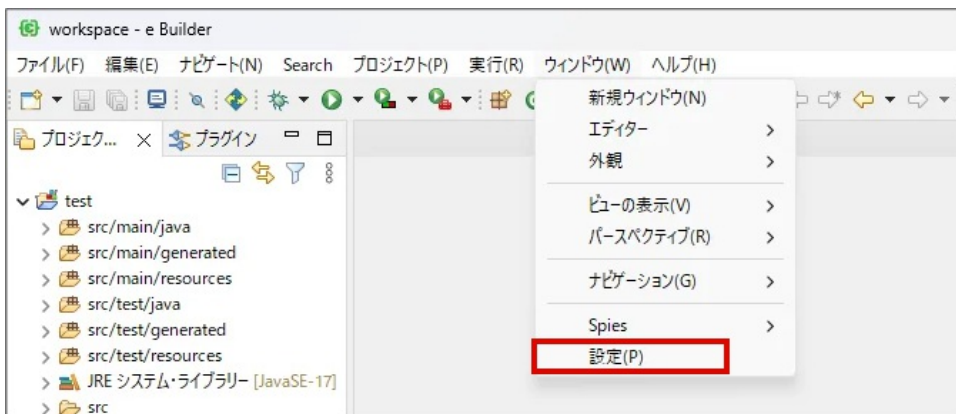 workspace - e Builder
ファイル(F) 編集(E) ナビゲート(N) Search プロジェクト(P) 実行(R) ウィンドウ(W) ヘルプ(H)
プロジェク... プラグイン
新規ウィンドウ(N)
エディター
外観
ビューの表示(V)
パースペクティブ(R)
ナビゲーション(G)
Spies
設定(P)
test
src/main/java
src/main/generated
src/main/resources
src/test/java
src/test/generated
src/test/resources
JRE システム・ライブラリー [JavaSE-17]
src